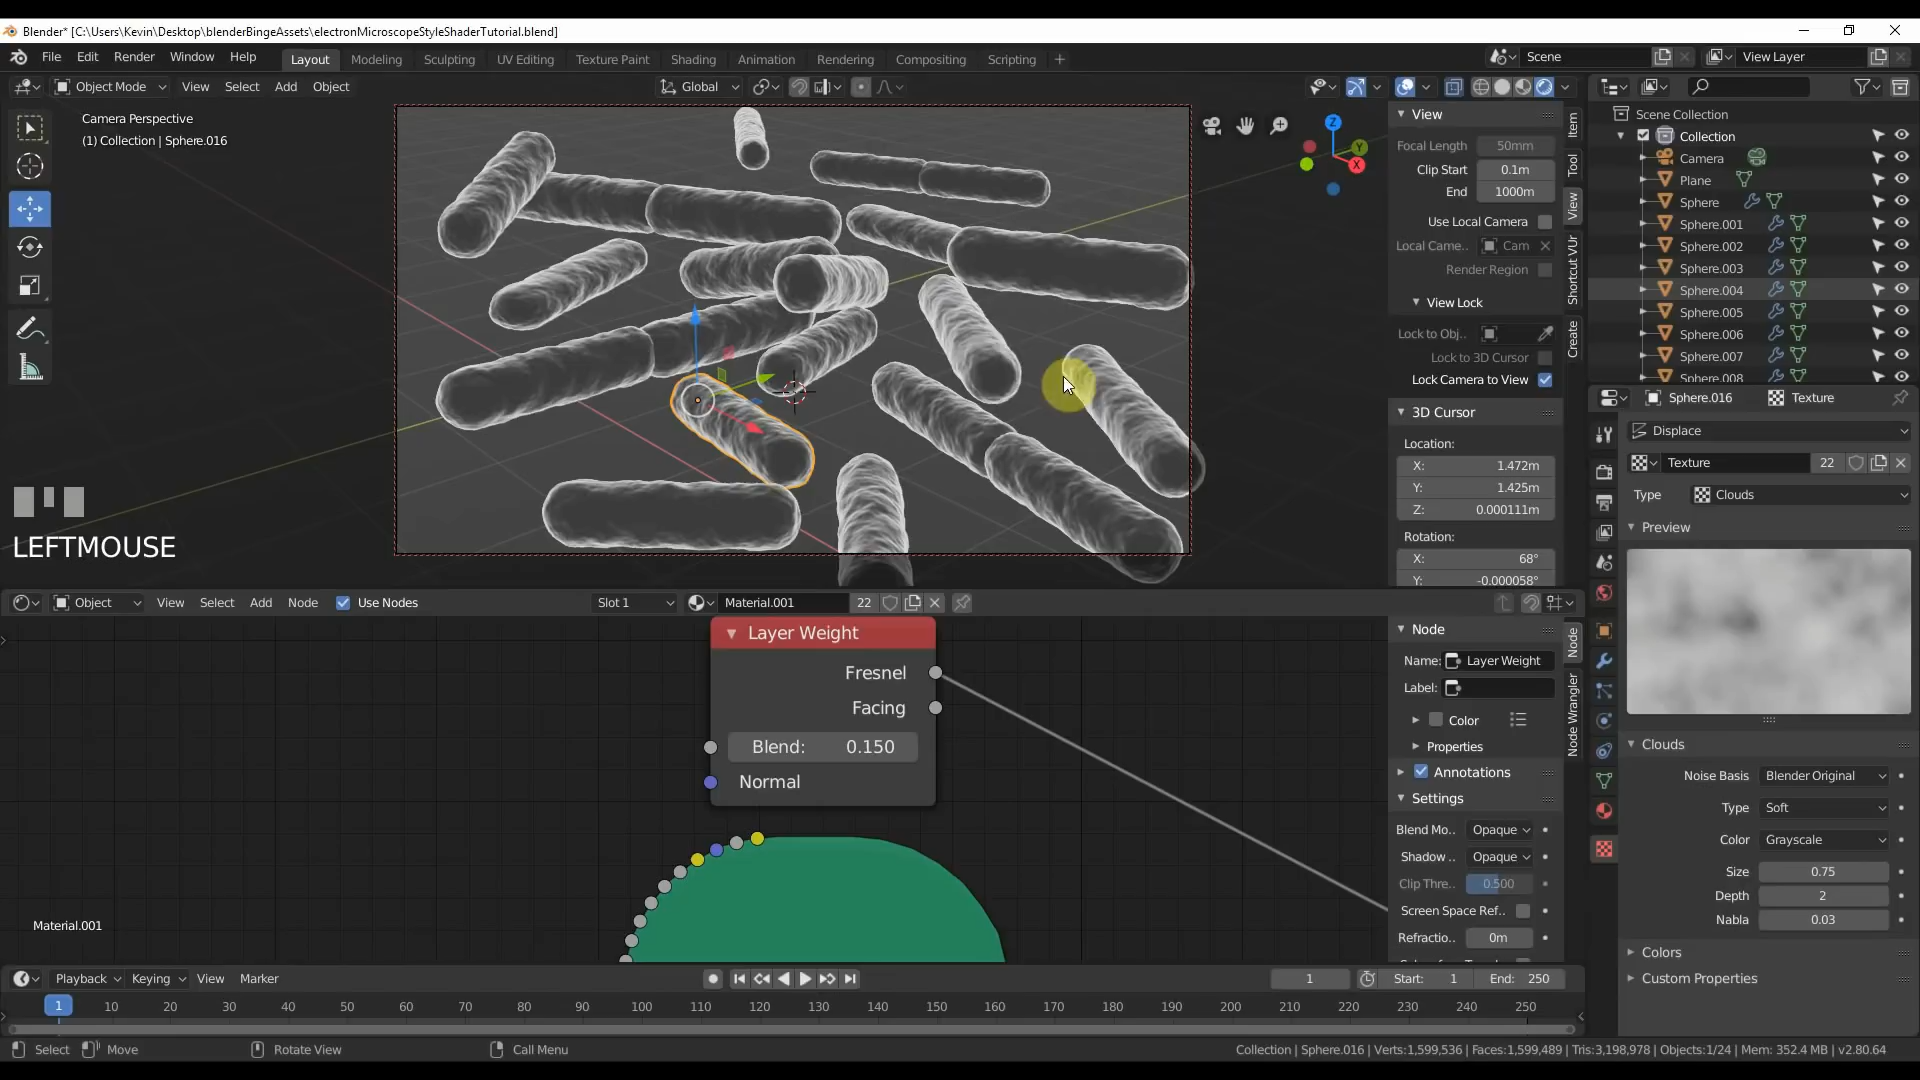 Blender* [C:\Users\Kevin\Desktop\blenderBingeAssets\electronMicroscopeStyleShaderTutorial.blend]
File Edit Render Window Help Layout Modeling Sculpting UV Editing Texture Paint Shading Animation Rendering Compositing Scripting + Scene View Layer
Object Mode View Select Add Object Global
Camera Perspective
(1) Collection | Sphere.016
LEFTMOUSE
Z
Y
X
View
Focal Length 50mm
Clip Start 0.1m
End 1000m
Use Local Camera
Local Came.. Cam
Render Region
View Lock
Lock to Obj..
Lock to 3D Cursor
Lock Camera to View
3D Cursor
Location:
X: 1.472m
Y: 1.425m
Z: 0.000111m
Rotation:
X: 68°
Y: -0.000058°
Item
Tool
View
Shortcut VUr
Create
Scene Collection
Collection
Camera
Plane
Sphere
Sphere.001
Sphere.002
Sphere.003
Sphere.004
Sphere.005
Sphere.006
Sphere.007
Sphere.008
Sphere.016 Texture
Displace
Texture 22
Type Clouds
Preview
Clouds
Noise Basis Blender Original
Type Soft
Color Grayscale
Size 0.75
Depth 2
Nabla 0.03
Colors
Custom Properties
Object View Select Add Node Use Nodes Slot 1 Material.001 22
Layer Weight
Fresnel
Facing
Blend: 0.150
Normal
Material.001
Node
Name: Layer Weight
Label:
Color
Properties
Annotations
Settings
Blend Mo.. Opaque
Shadow .. Opaque
Clip Thre.. 0.500
Screen Space Ref..
Refractio.. 0m
Node
Node Wrangler
Playback Keying View Marker 1 Start: 1 End: 250
1 10 20 30 40 50 60 70 80 90 100 110 120 130 140 150 160 170 180 190 200 210 220 230 240 250
Select Move Rotate View Call Menu Collection | Sphere.016 | Verts:1,599,536 | Faces:1,599,489 | Tris:3,198,978 | Objects:1/24 | Mem: 352.4 MB | v2.80.64